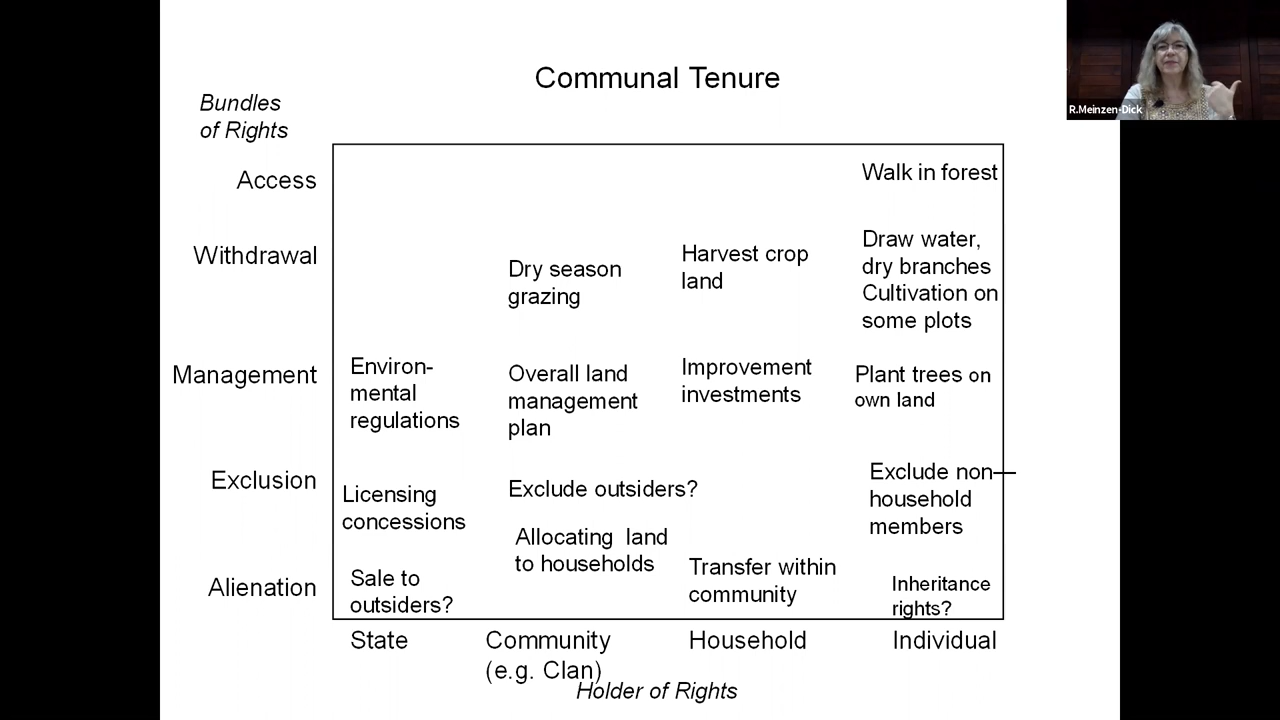 Communal Tenure
R.Meinzen-Dick
Bundles
of Rights
Access
Walk in forest
Withdrawal
Dry season
grazing
Harvest crop
land
Draw water,
dry branches
Cultivation on
some plots
Management
Environ-
mental
regulations
Overall land
management
plan
Improvement
investments
Plant trees on
own land
Exclusion
Licensing
concessions
Exclude outsiders?
Exclude non-
household
members
Allocating land
to households
Alienation
Sale to
outsiders?
Transfer within
community
Inheritance
rights?
State
Community
(e.g. Clan)
Household
Individual
Holder of Rights